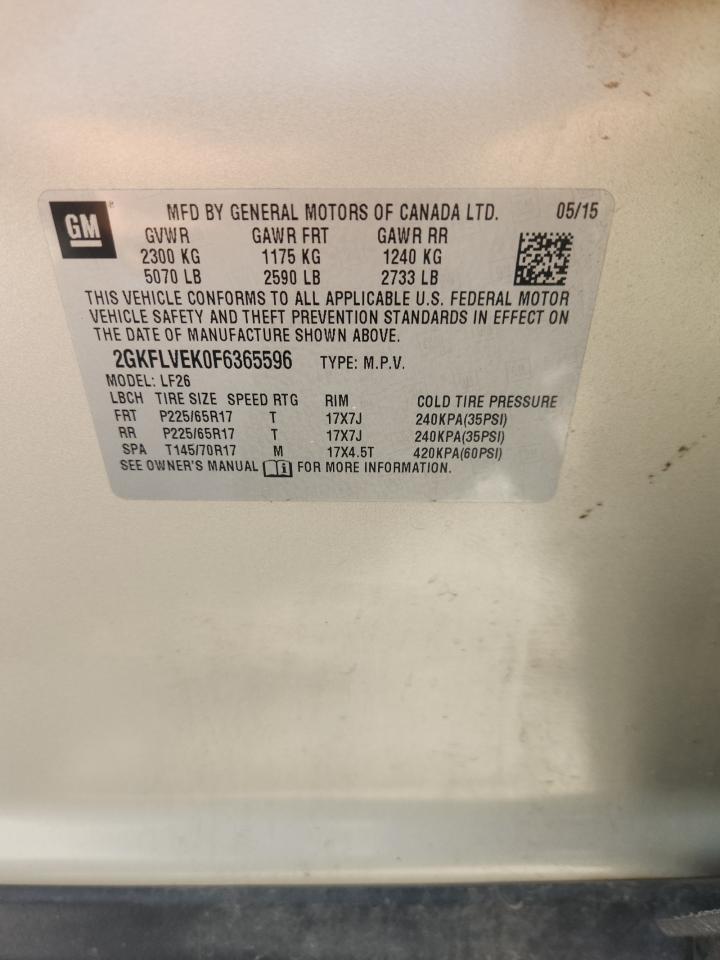 GM MFD BY GENERAL MOTORS OF CANADA LTD. 05/15
GVWR GAWR FRT GAWR RR
2300 KG 1175 KG 1240 KG
5070 LB 2590 LB 2733 LB
THIS VEHICLE CONFORMS TO ALL APPLICABLE U.S. FEDERAL MOTOR
VEHICLE SAFETY AND THEFT PREVENTION STANDARDS IN EFFECT ON
THE DATE OF MANUFACTURE SHOWN ABOVE.
2GKFLVEK0F6365596 TYPE: M.P.V.
MODEL: LF26
LBCH TIRE SIZE SPEED RTG RIM COLD TIRE PRESSURE
FRT P225/65R17 T 17X7J 240KPA(35PSI)
RR P225/65R17 T 17X7J 240KPA(35PSI)
SPA T145/70R17 M 17X4.5T 420KPA(60PSI)
SEE OWNER'S MANUAL i FOR MORE INFORMATION.